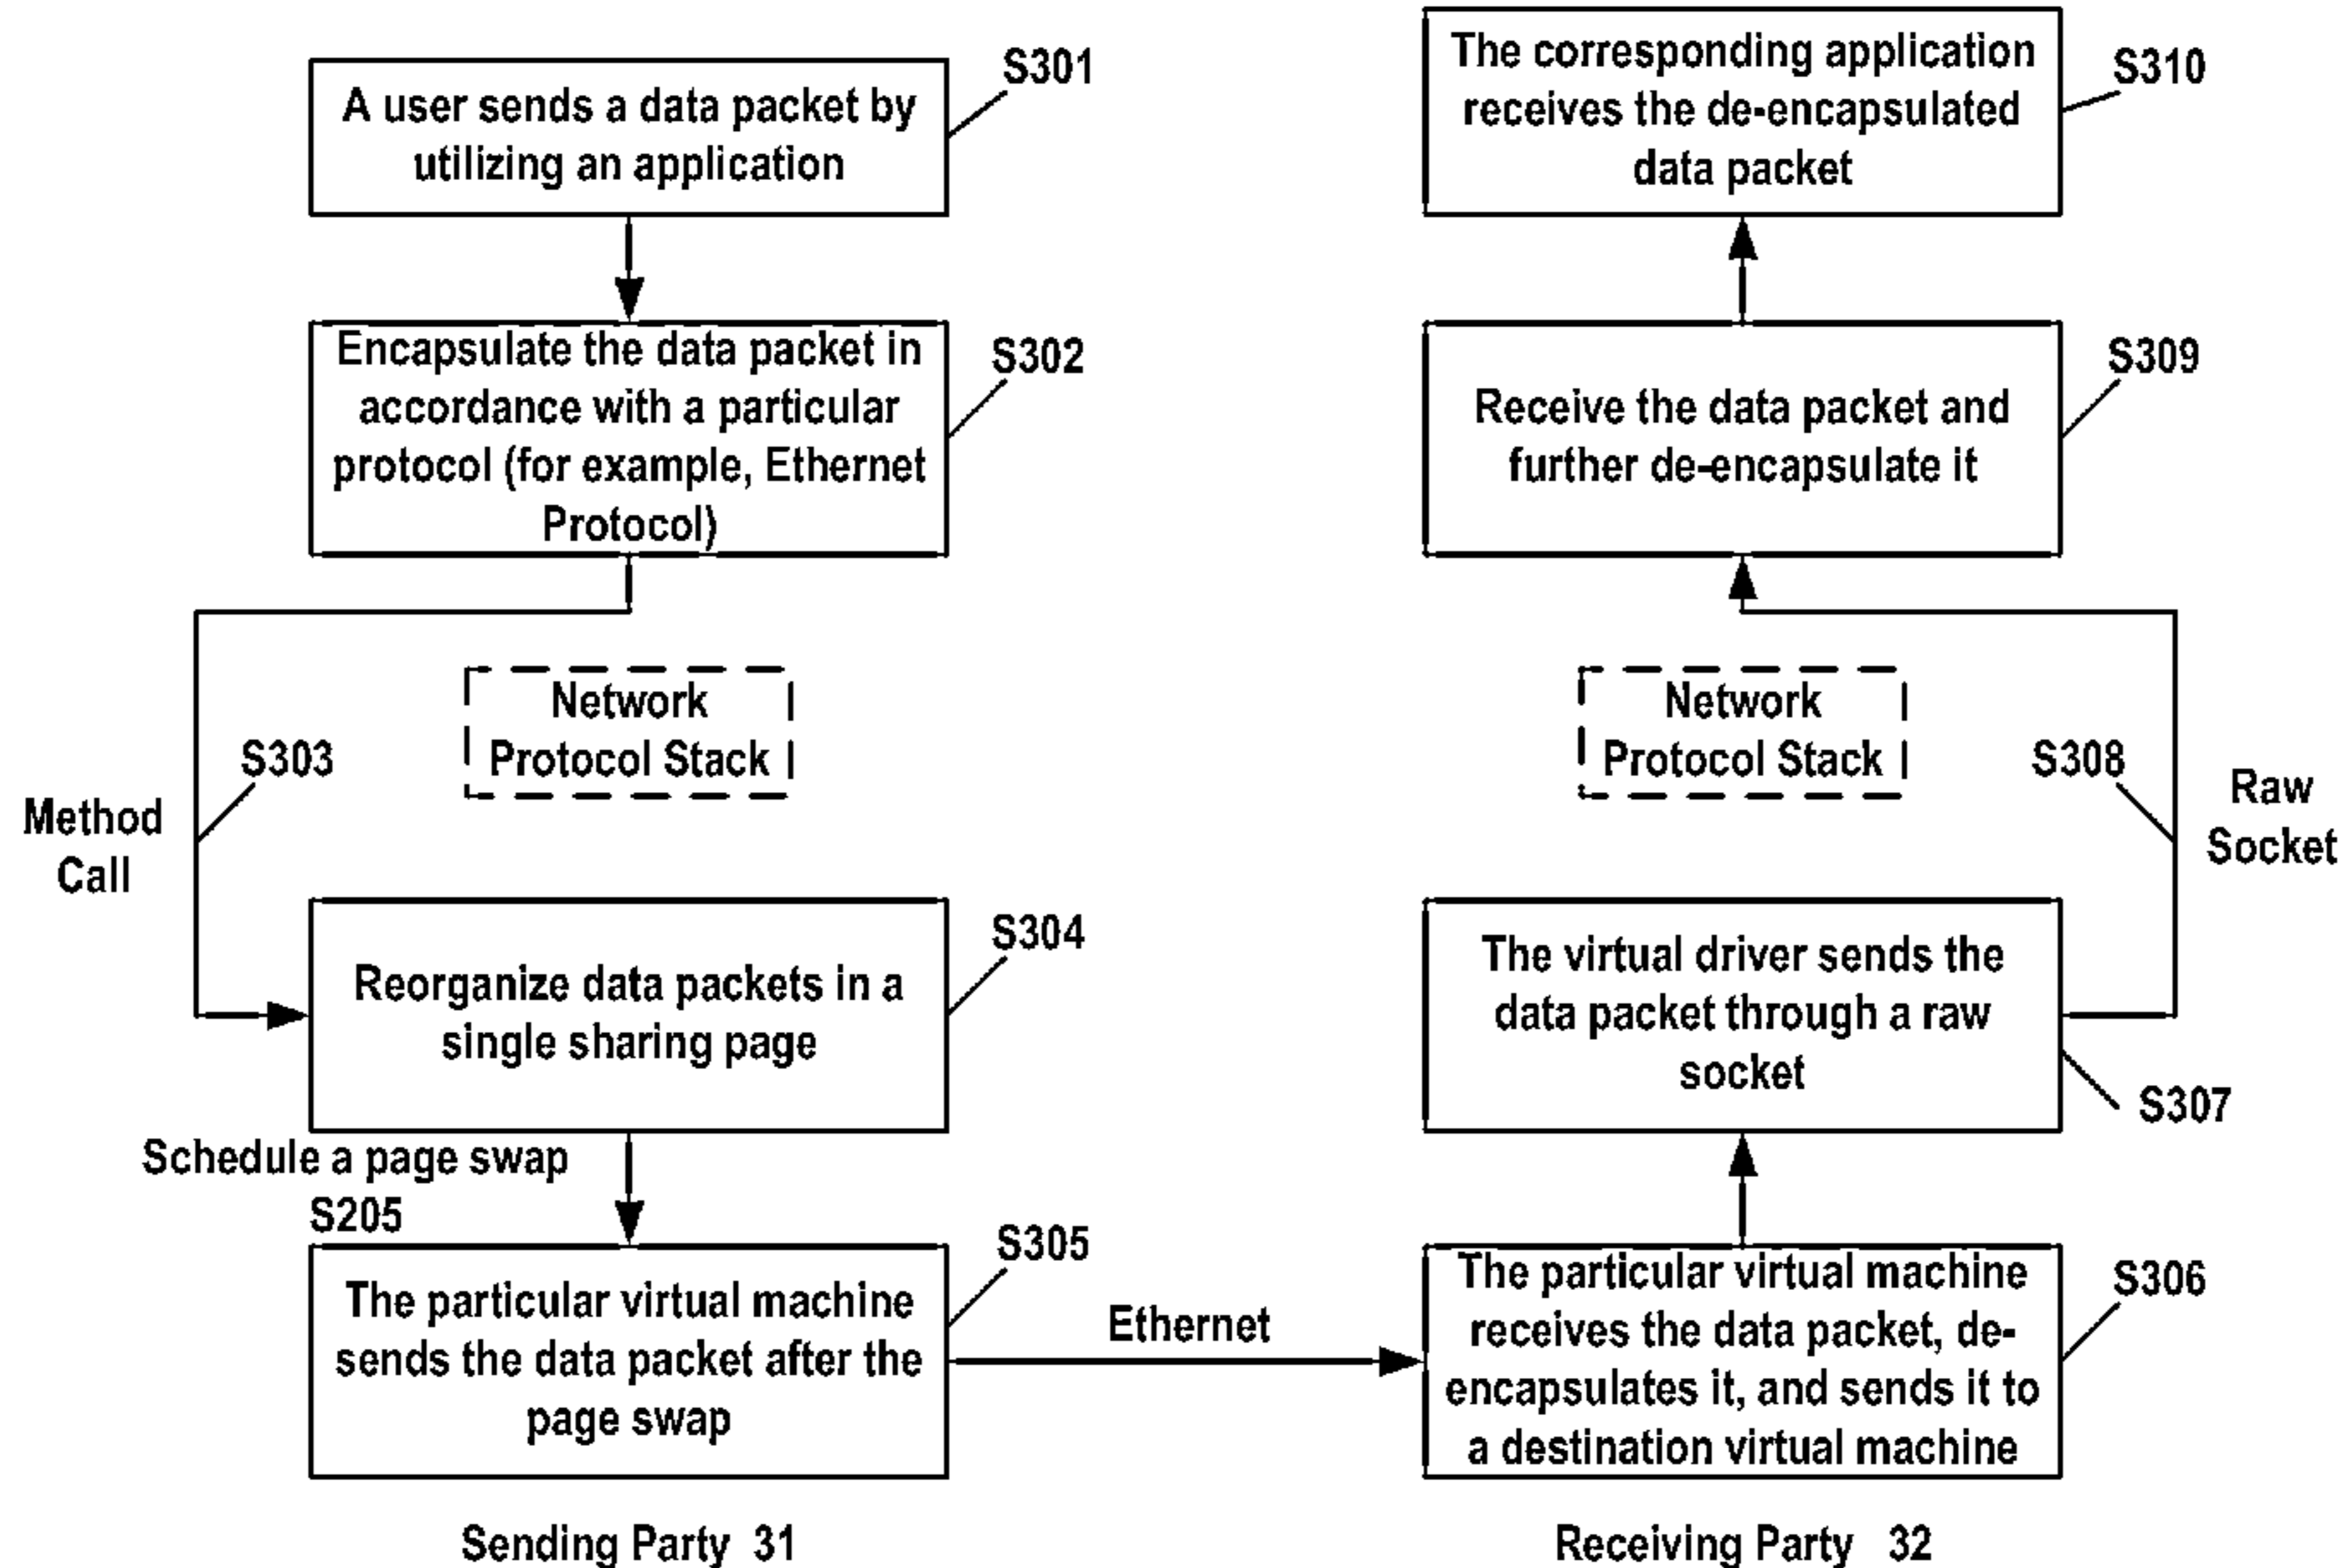 A user sends a data packet by
utilizing an application
S301
Encapsulate the data packet in
accordance with a particular
protocol (for example, Ethernet
Protocol)
S302
Network
Protocol Stack
S303
Method
Call
Reorganize data packets in a
single sharing page
S304
Schedule a page swap
S205
The particular virtual machine
sends the data packet after the
page swap
S305
Ethernet
Sending Party 31
The corresponding application
receives the de-encapsulated
data packet
S310
Receive the data packet and
further de-encapsulate it
S309
Network
Protocol Stack
S308
Raw
Socket
The virtual driver sends the
data packet through a raw
socket
S307
The particular virtual machine
receives the data packet, de-
encapsulates it, and sends it to
a destination virtual machine
S306
Receiving Party 32